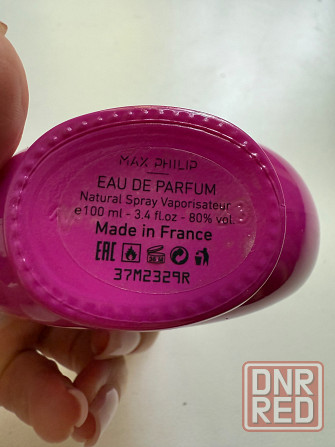 MAX PHILIP
EAU DE PARFUM
Natural Spray Vaporisateur
e100 ml - 3.4 fl.oz - 80% vol
Made in France
EAC
37M2329R
DNR
RED